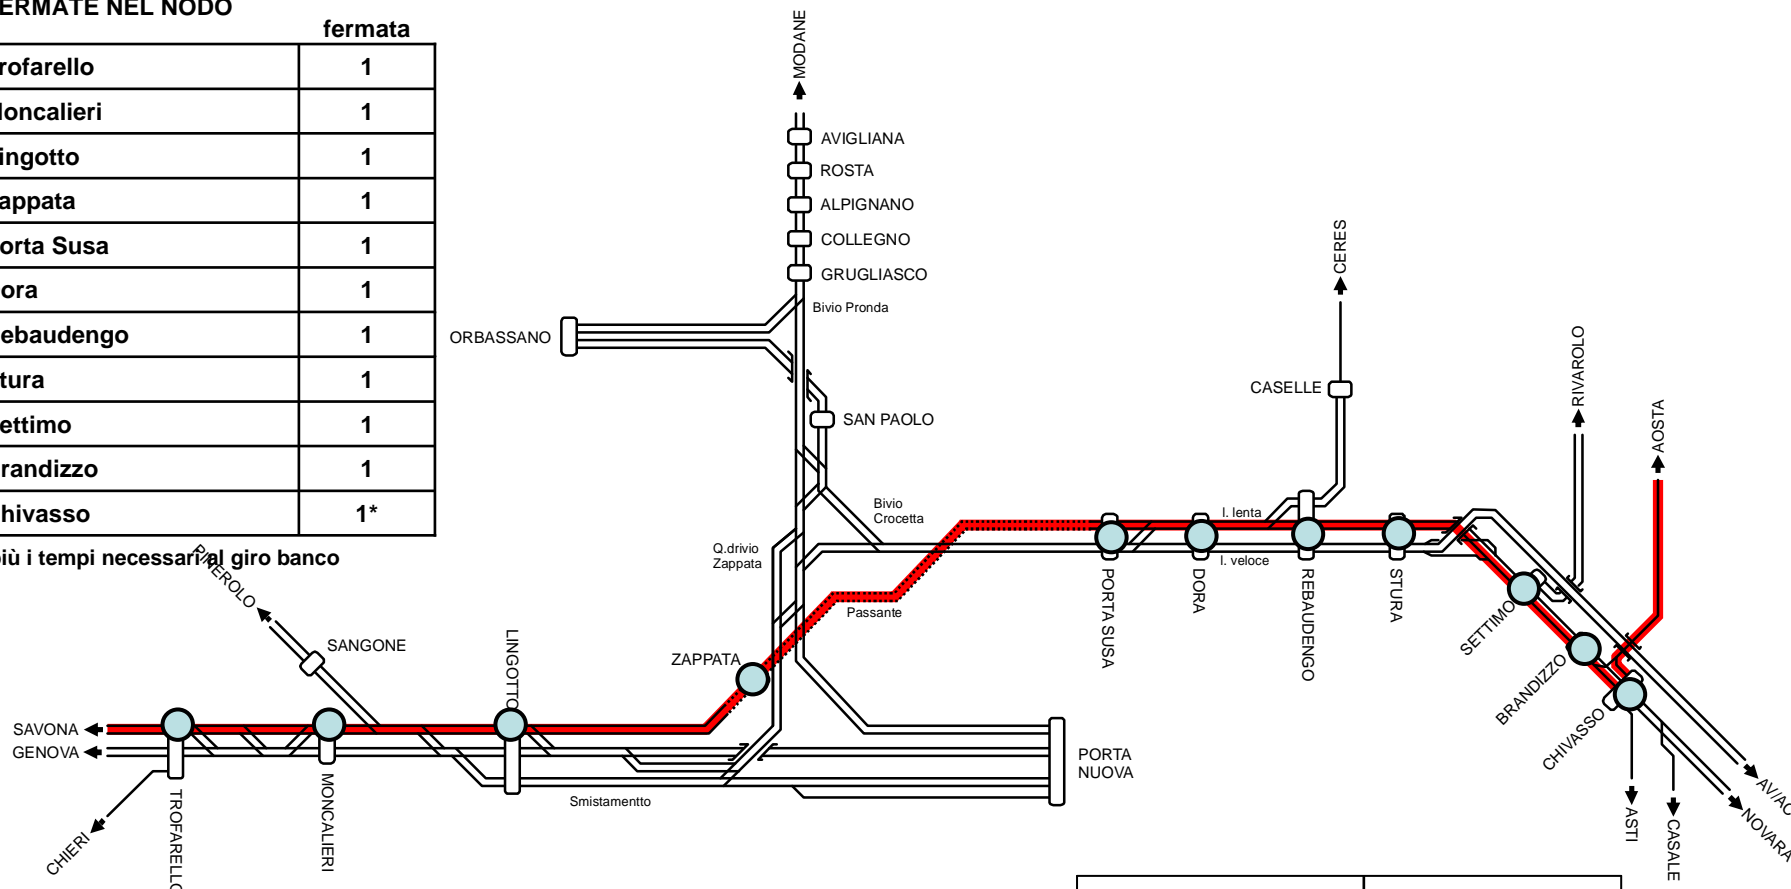 ERMATE NEL NODO
fermata
rofarello 1
oncalieri 1
ingotto 1
appata 1
orta Susa 1
ora 1
ebaudengo 1
tura 1
ettimo 1
randizzo 1
hivasso 1*
più i tempi necessari al giro banco
MODANE
AVIGLIANA
ROSTA
ALPIGNANO
COLLEGNO
GRUGLIASCO
Bivio Pronda
ORBASSANO
SAN PAOLO
CERES
CASELLE
RIVAROLO
AOSTA
Bivio
Crocetta
Q.drivio
Zappata
l. lenta
l. veloce
Passante
PORTA SUSA
DORA
REBAUDENGO
STURA
SETTIMO
BRANDIZZO
CHIVASSO
PINEROLO
SANGONE
LINGOTTO
ZAPPATA
SAVONA
GENOVA
PORTA
NUOVA
Smistamentto
MONCALIERI
TROFARELLO
CHIERI
ASTI
CASALE
NOVARA
AV/AC